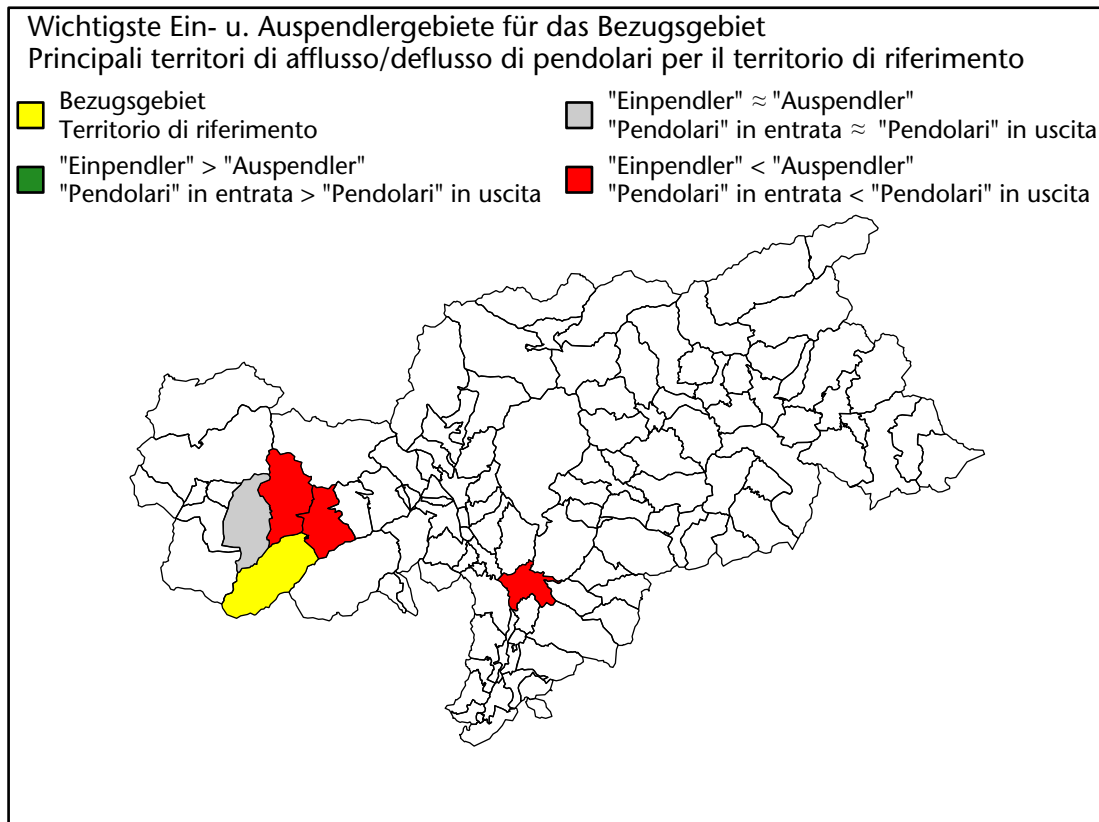 Wichtigste Ein- u. Auspendlergebiete für das Bezugsgebiet
Principali territori di afflusso/deflusso di pendolari per il territorio di riferimento
Bezugsgebiet
Territorio di riferimento
"Einpendler" > "Auspendler"
"Pendolari" in entrata > "Pendolari" in uscita
"Einpendler" ≈ "Auspendler"
"Pendolari" in entrata ≈ "Pendolari" in uscita
"Einpendler" < "Auspendler"
"Pendolari" in entrata < "Pendolari" in uscita